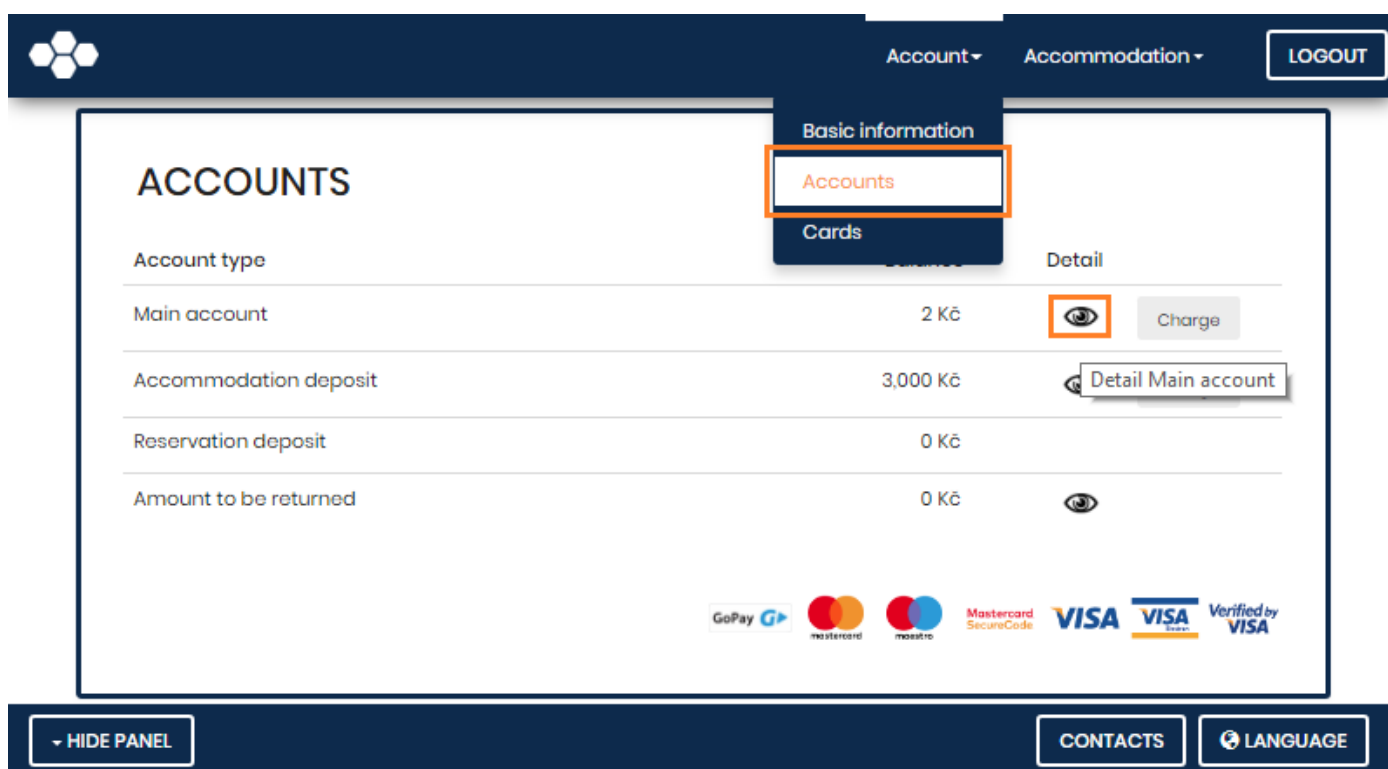 Account Accommodation LOGOUT
Basic information
Accounts
Cards
ACCOUNTS
Account type Detail
Main account 2 Kč Charge
Accommodation deposit 3,000 Kč
Detail Main account
Reservation deposit 0 Kč
Amount to be returned 0 Kč
GoPay mastercard maestro Mastercard SecureCode VISA VISA Verified by VISA
HIDE PANEL CONTACTS LANGUAGE